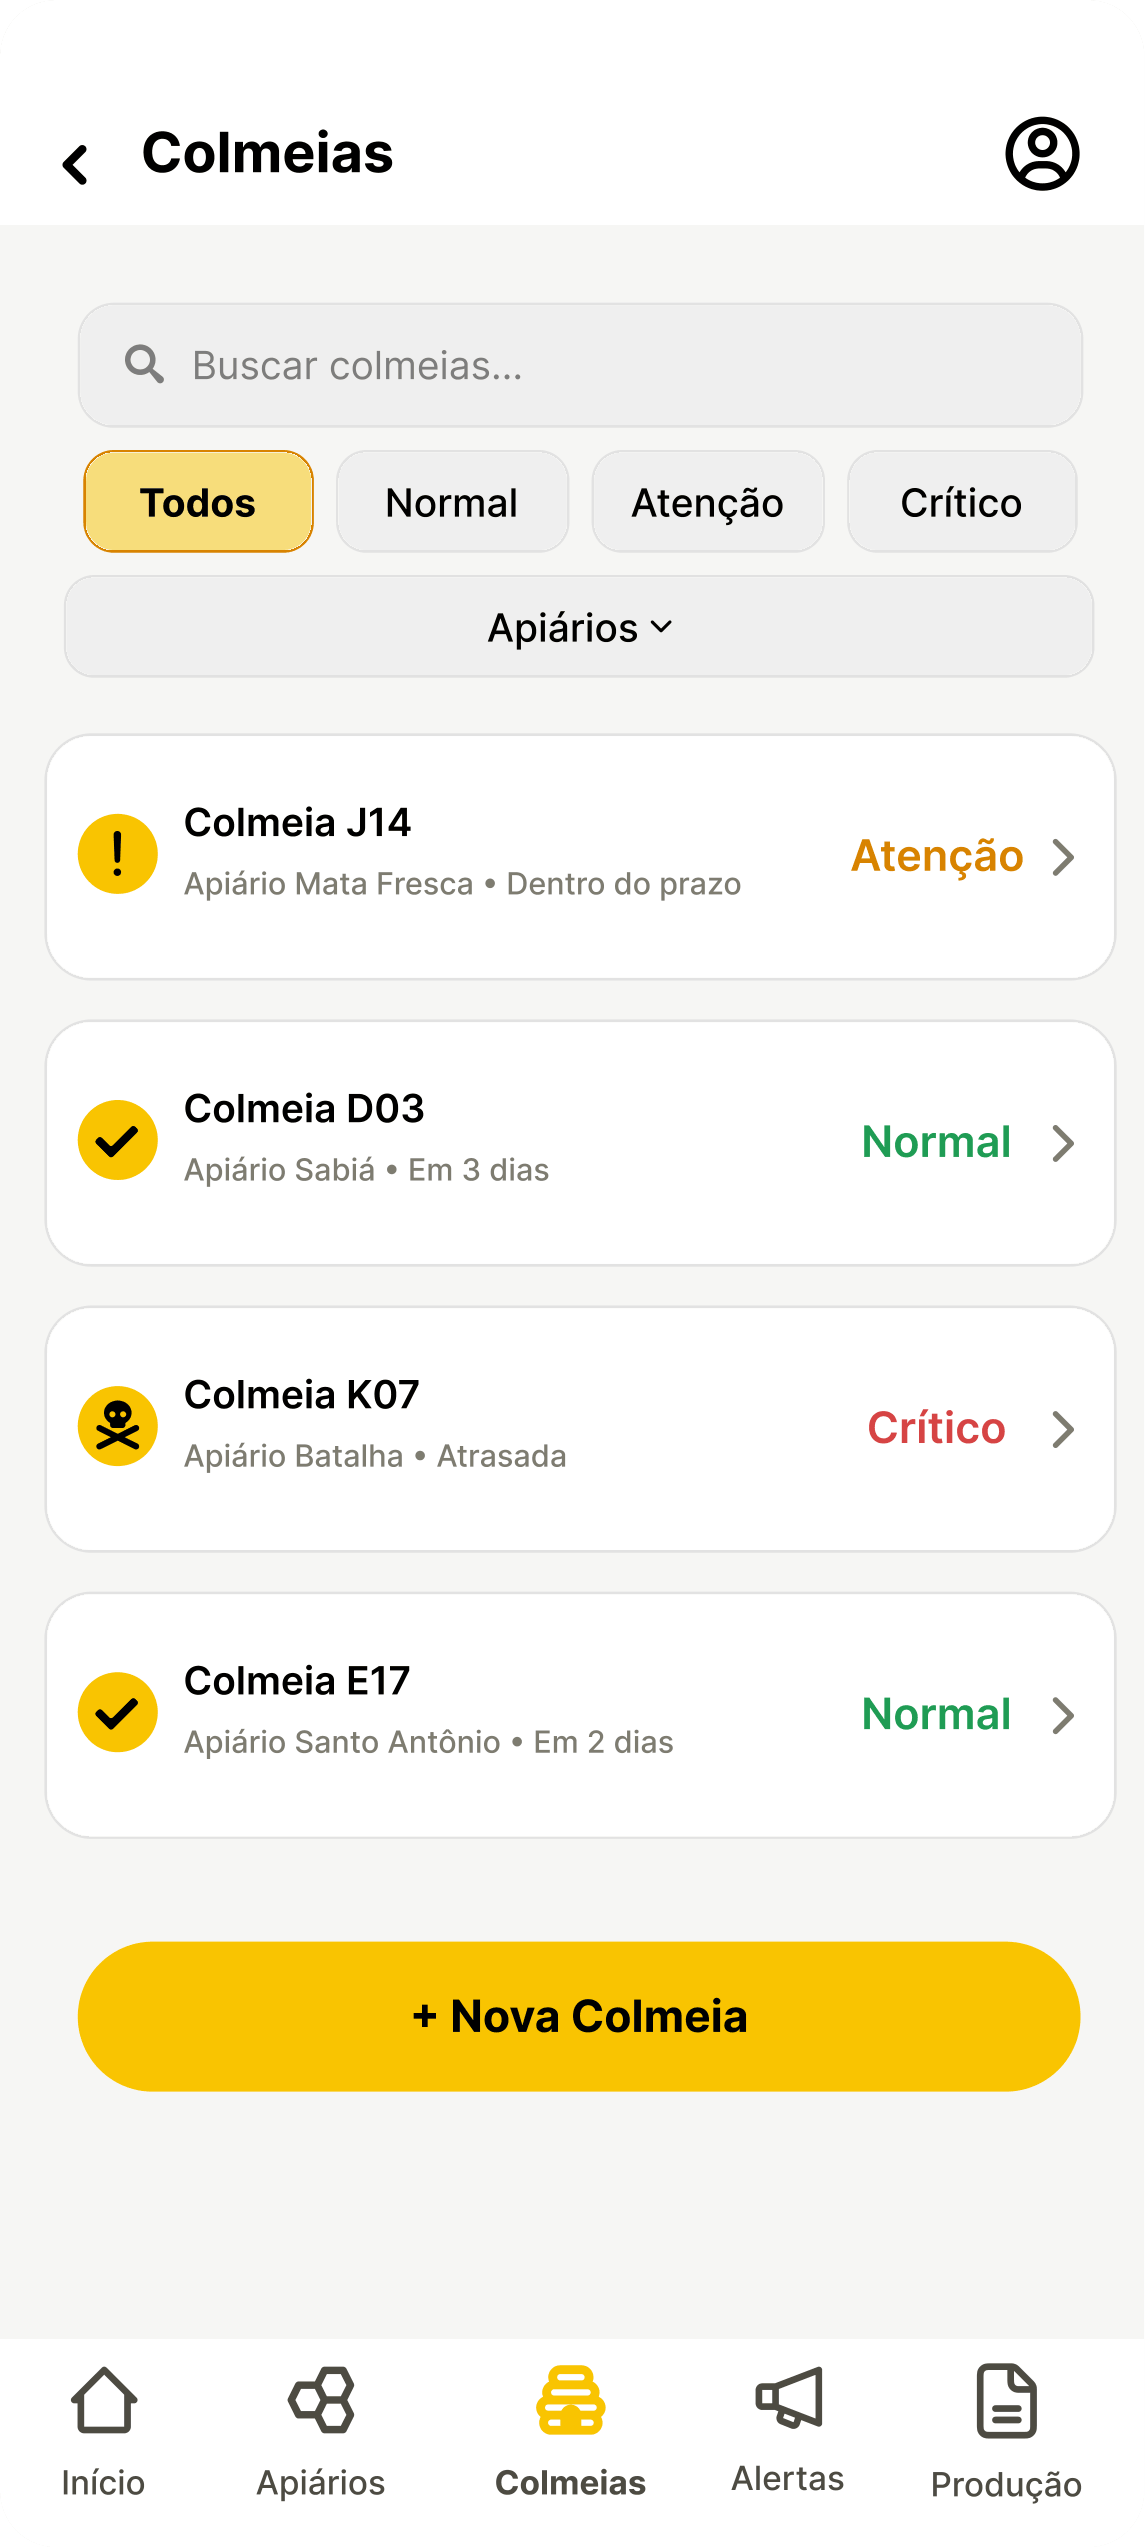 Colmeias
Buscar colmeias...
Todos
Normal
Atenção
Crítico
Apiários
Colmeia J14
Apiário Mata Fresca • Dentro do prazo
Atenção
Colmeia D03
Apiário Sabiá • Em 3 dias
Normal
Colmeia K07
Apiário Batalha • Atrasada
Crítico
Colmeia E17
Apiário Santo Antônio • Em 2 dias
Normal
+ Nova Colmeia
Início
Apiários
Colmeias
Alertas
Produção